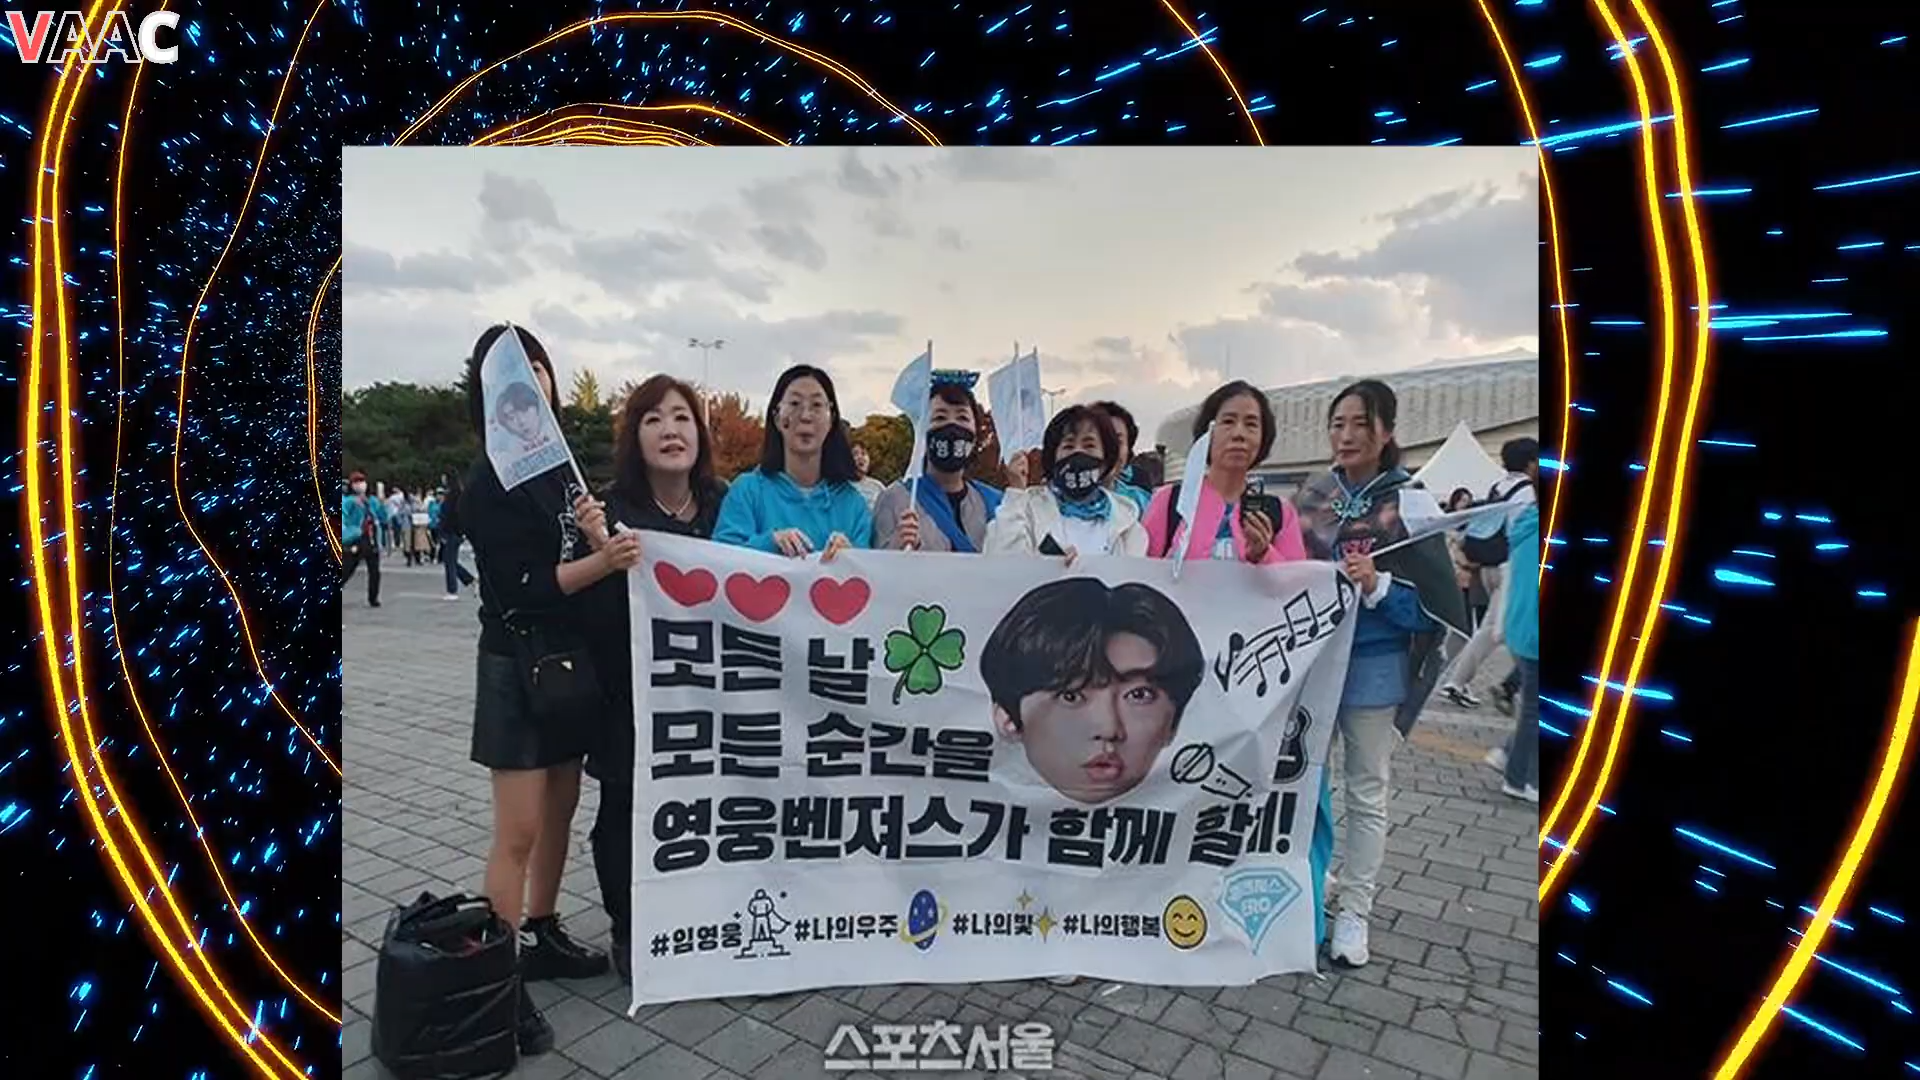 VAAC
모든 날
모든 순간을
영웅벤져스가 함께 할게!
#임영웅 #나의우주 #나의빛 #나의행복
스포츠서울